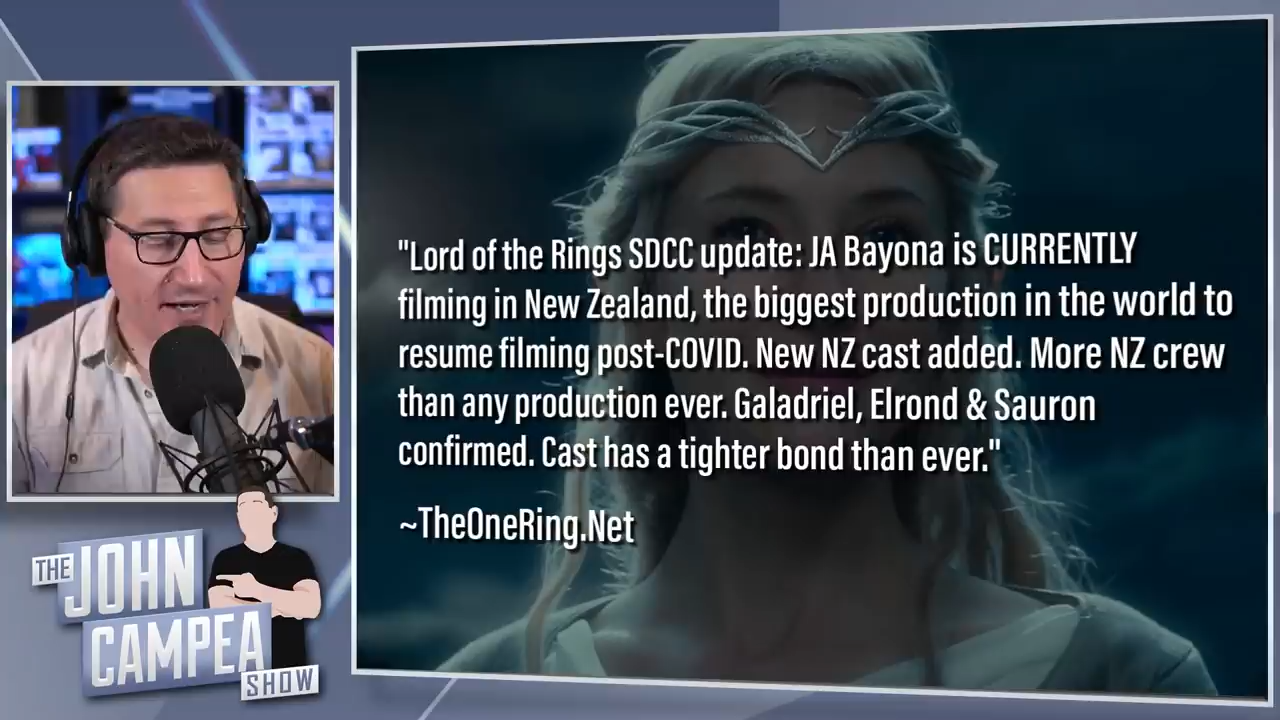 "Lord of the Rings SDCC update: JA Bayona is CURRENTLY
filming in New Zealand, the biggest production in the world to
resume filming post-COVID. New NZ cast added. More NZ crew
than any production ever. Galadriel, Elrond & Sauron
confirmed. Cast has a tighter bond than ever."
~TheOneRing.Net
THE
JOHN
CAMPEA
SHOW